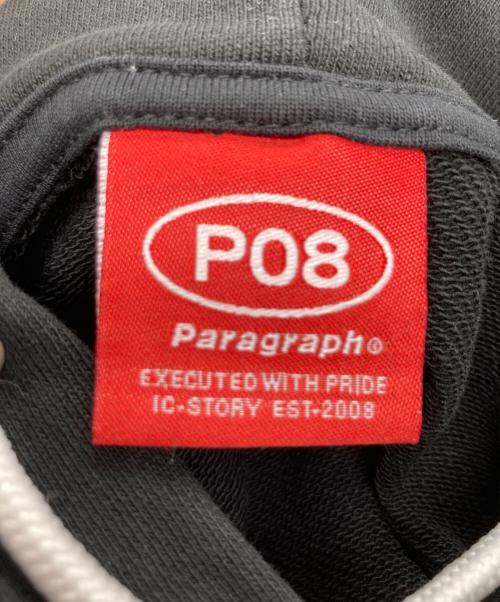 P08
Paragraph®
EXECUTED WITH PRIDE
IC-STORY EST-2008